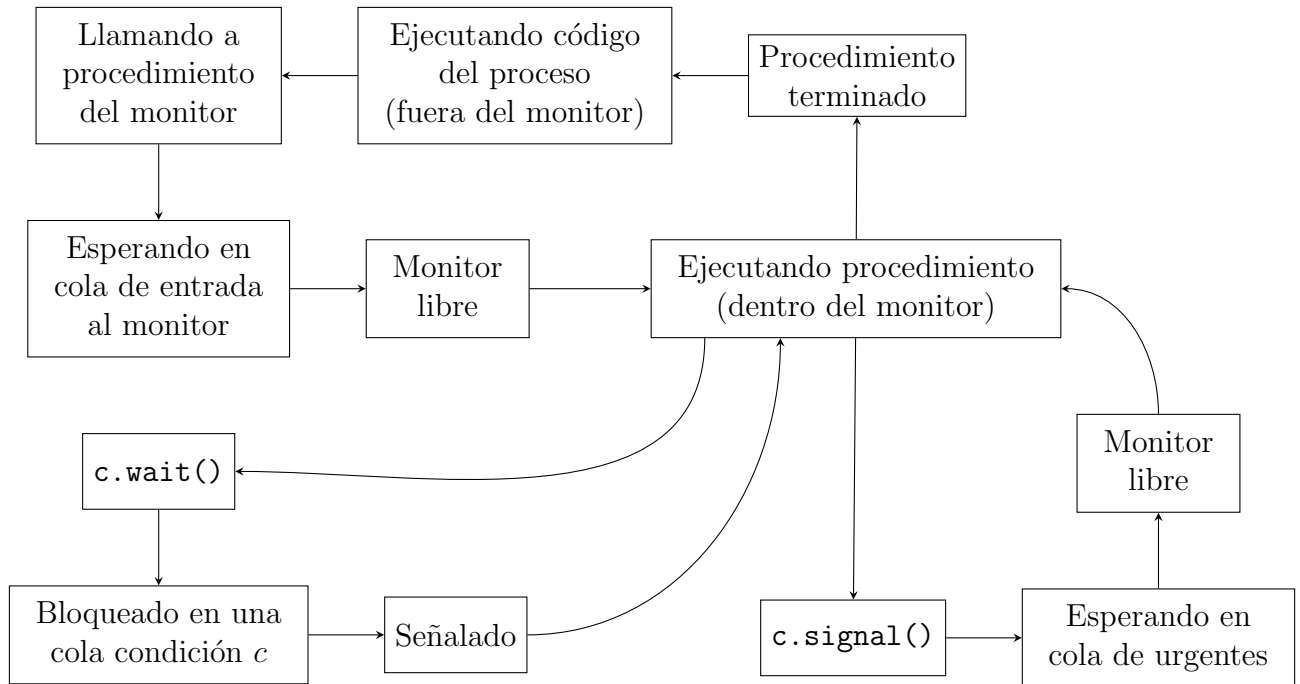 Llamando a
procedimiento
del monitor
Ejecutando código
del proceso
(fuera del monitor)
Procedimiento
terminado
Esperando en
cola de entrada
al monitor
Monitor
libre
Ejecutando procedimiento
(dentro del monitor)
c.wait()
Monitor
libre
Bloqueado en una
cola condición c
Señalado
c.signal()
Esperando en
cola de urgentes